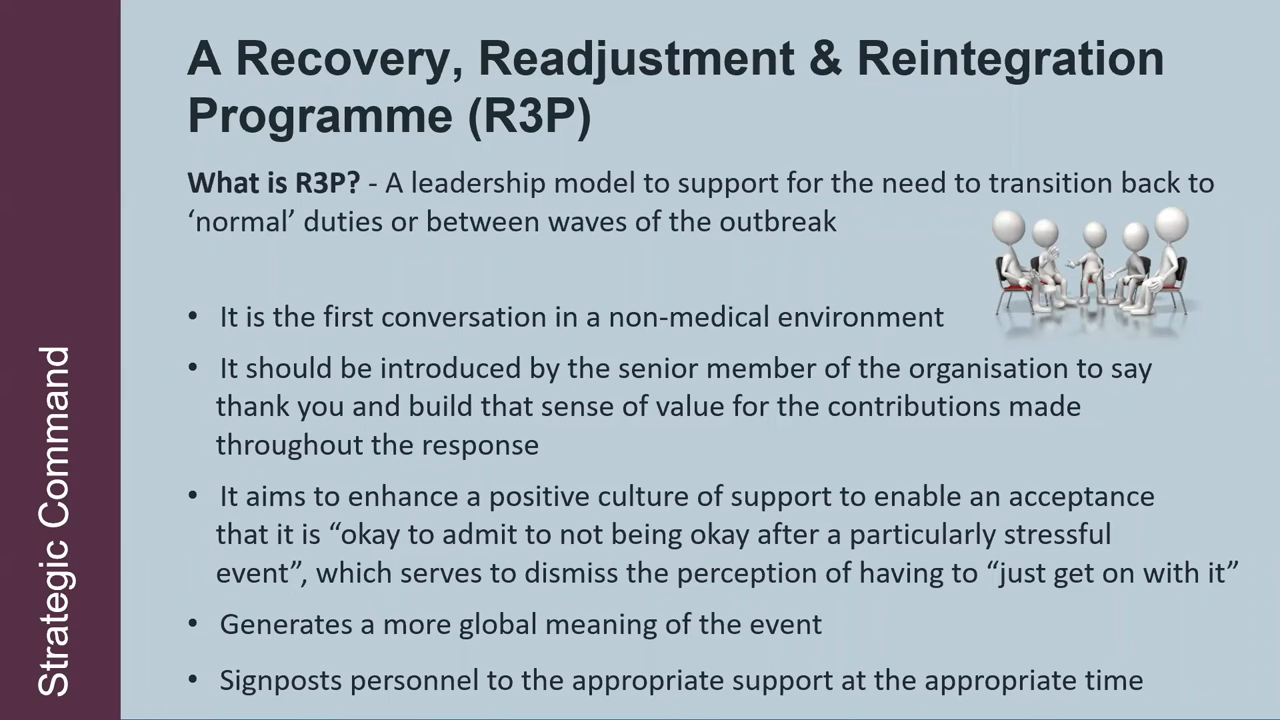 A Recovery, Readjustment & Reintegration
Programme (R3P)
What is R3P? - A leadership model to support for the need to transition back to
‘normal’ duties or between waves of the outbreak
• It is the first conversation in a non-medical environment
• It should be introduced by the senior member of the organisation to say
thank you and build that sense of value for the contributions made
throughout the response
• It aims to enhance a positive culture of support to enable an acceptance
that it is “okay to admit to not being okay after a particularly stressful
event”, which serves to dismiss the perception of having to “just get on with it”
• Generates a more global meaning of the event
• Signposts personnel to the appropriate support at the appropriate time
Strategic Command